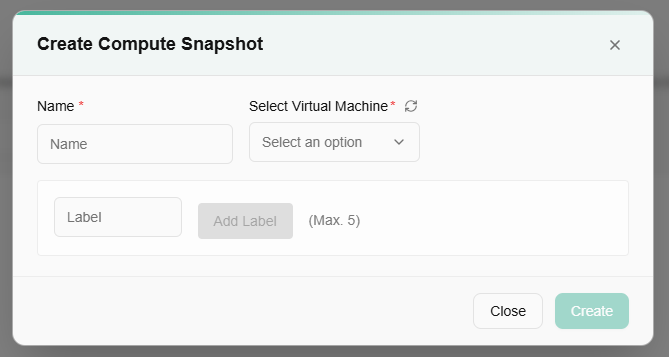 Create Compute Snapshot
Name *
Select Virtual Machine *
Name
Select an option
Label
Add Label
(Max. 5)
Close
Create